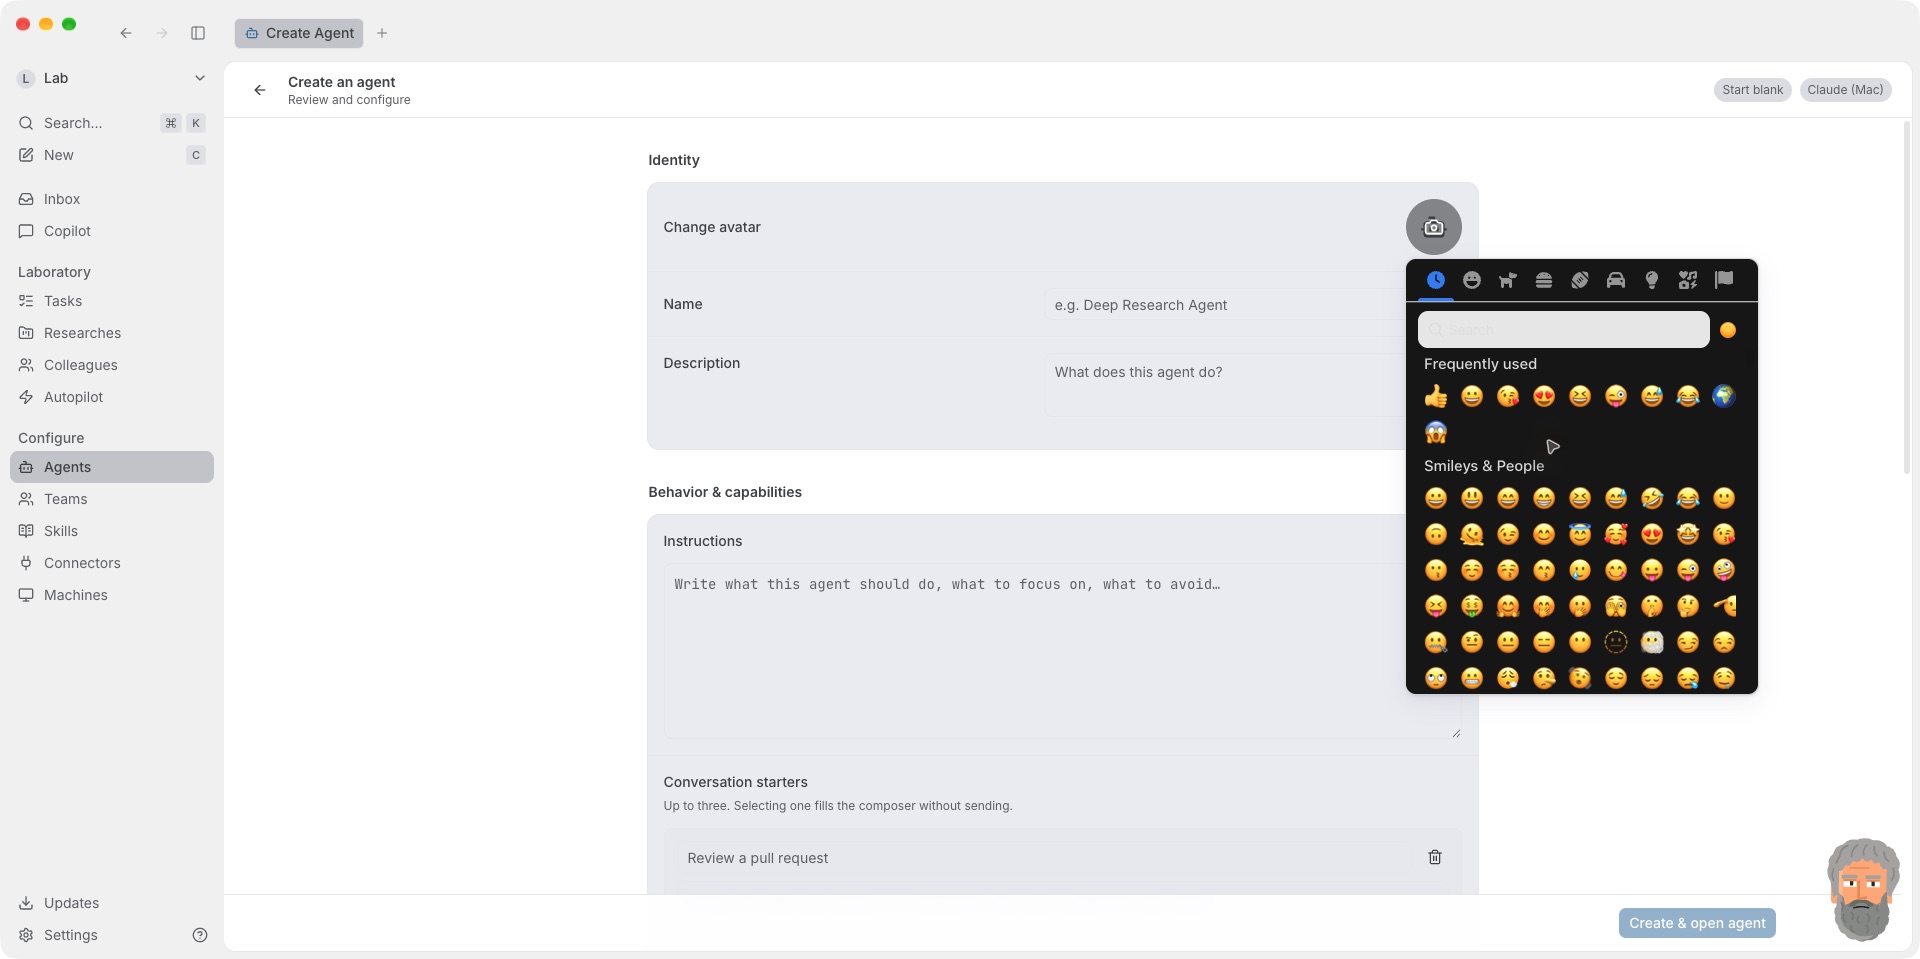 Create Agent
L Lab
Search... ⌘ K
New C
Inbox
Copilot
Laboratory
Tasks
Researches
Colleagues
Autopilot
Configure
Agents
Teams
Skills
Connectors
Machines
Updates
Settings
Create an agent
Review and configure
Start blank
Claude (Mac)
Identity
Change avatar
Name
e.g. Deep Research Agent
Description
What does this agent do?
Search
Frequently used
Smileys & People
Behavior & capabilities
Instructions
Write what this agent should do, what to focus on, what to avoid…
Conversation starters
Up to three. Selecting one fills the composer without sending.
Review a pull request
Create & open agent